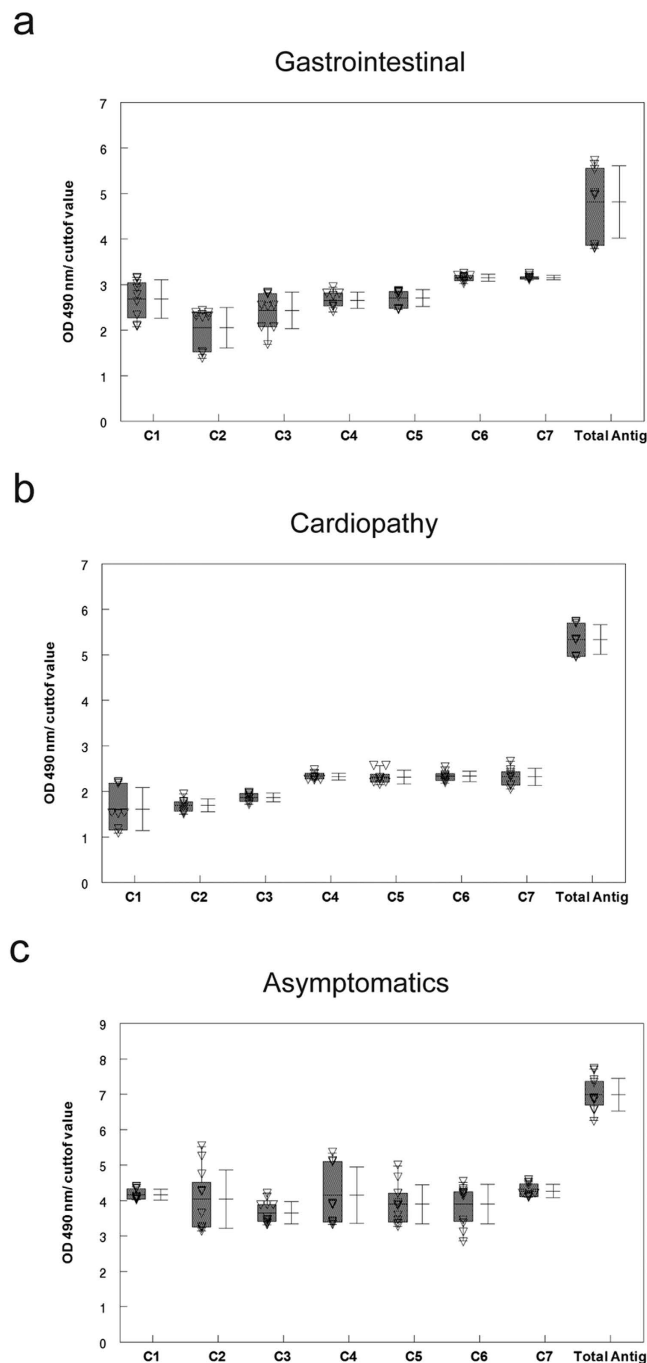 a
Gastrointestinal
7
6
5
4
3
2
1
0
OD 490 nm/ cuttof value
C1 C2 C3 C4 C5 C6 C7 Total Antig
b
Cardiopathy
7
6
5
4
3
2
1
0
OD 490 nm/ cuttof value
C1 C2 C3 C4 C5 C6 C7 Total Antig
c
Asymptomatics
9
8
7
6
5
4
3
2
1
0
OD 490 nm/ cuttof value
C1 C2 C3 C4 C5 C6 C7 Total Antig